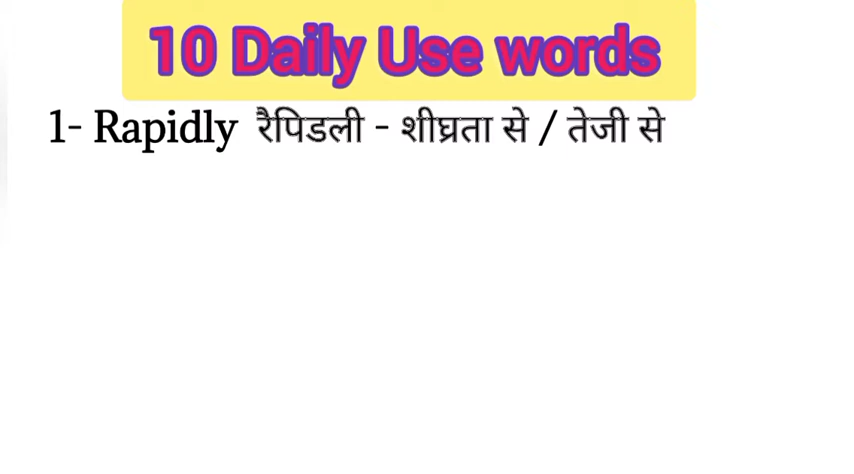 10 Daily Use words
1- Rapidly रैपिडली - शीघ्रता से / तेजी से